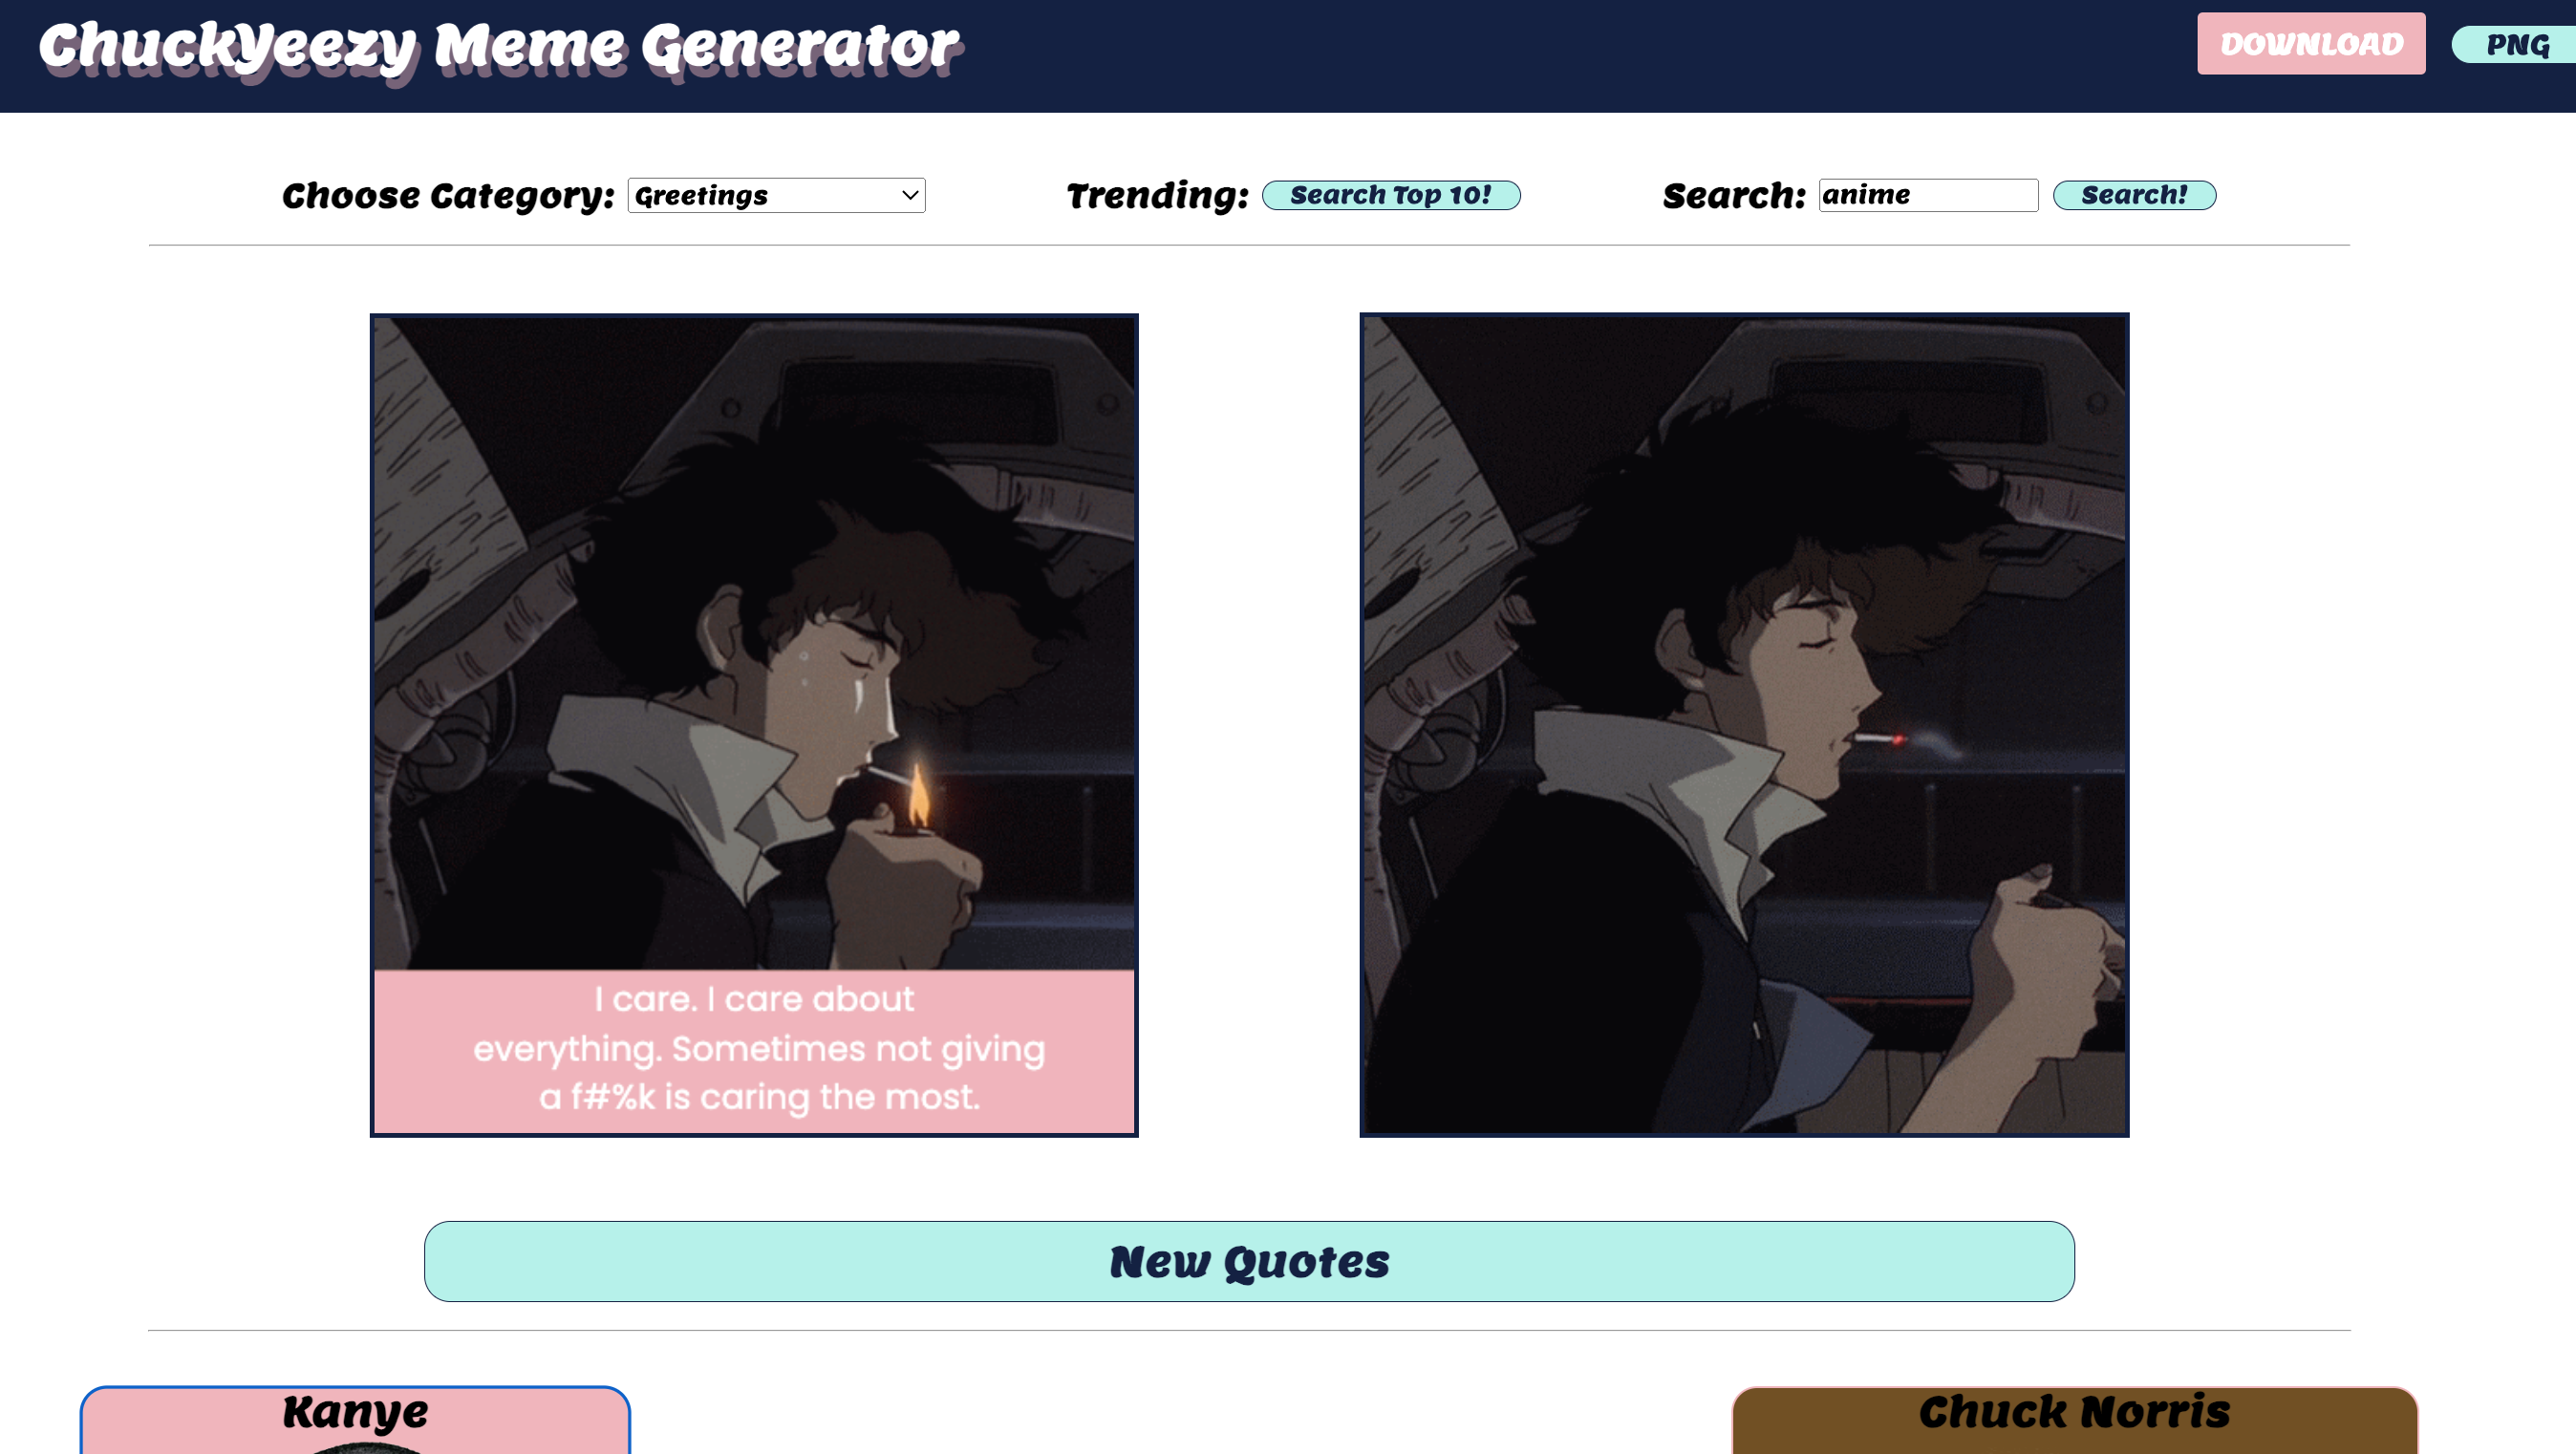 ChuckYeezy Meme Generator
DOWNLOAD
PNG
Choose Category: Greetings
Trending: Search Top 10!
Search: anime Search!
I care. I care about
everything. Sometimes not giving
a f#%k is caring the most.
New Quotes
Kanye
Chuck Norris